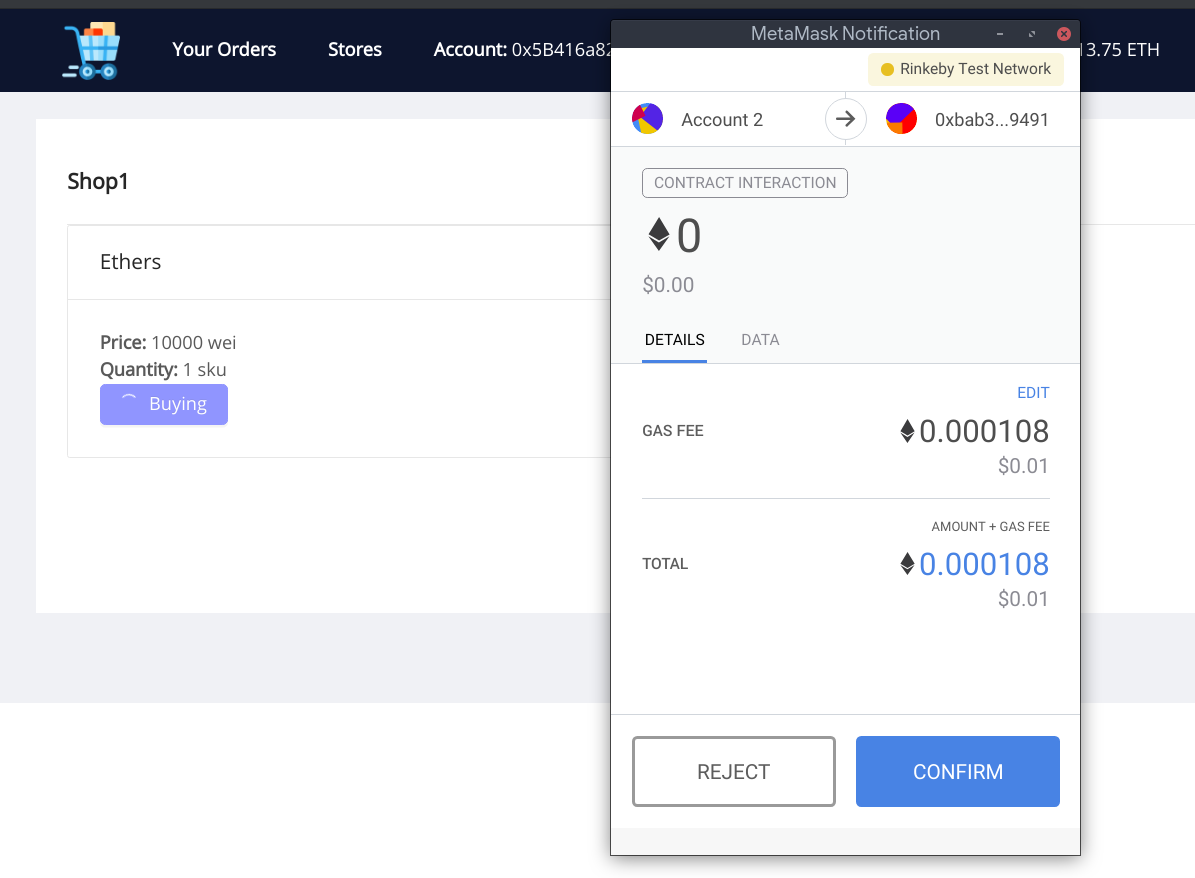 Your Orders Stores Account: 0x5B416a82 13.75 ETH
Shop1
Ethers
Price: 10000 wei
Quantity: 1 sku
Buying
MetaMask Notification
Rinkeby Test Network
Account 2 0xbab3...9491
CONTRACT INTERACTION
0
$0.00
DETAILS DATA
EDIT
GAS FEE 0.000108
$0.01
AMOUNT + GAS FEE
TOTAL 0.000108
$0.01
REJECT CONFIRM